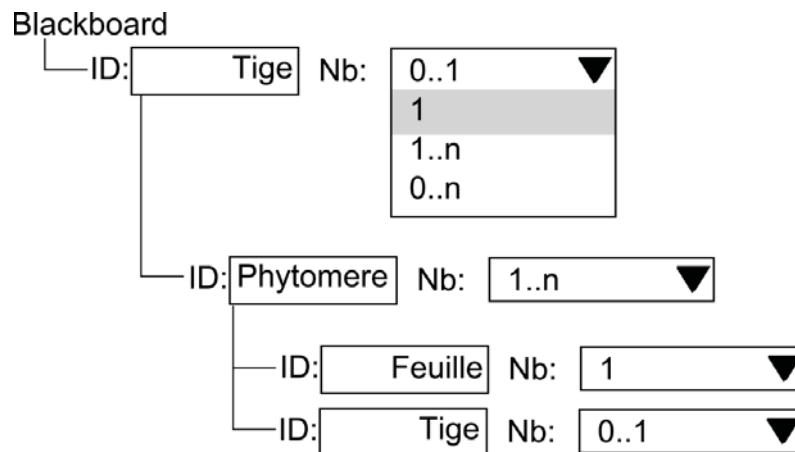 Blackboard
ID: Tige Nb: 0..1
1
1..n
0..n
ID: Phytomere Nb: 1..n
ID: Feuille Nb: 1
ID: Tige Nb: 0..1